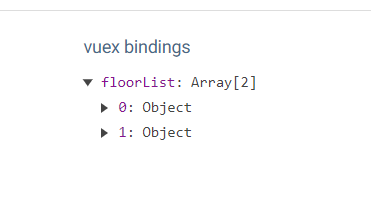 vuex bindings
floorList: Array[2]
0: Object
1: Object